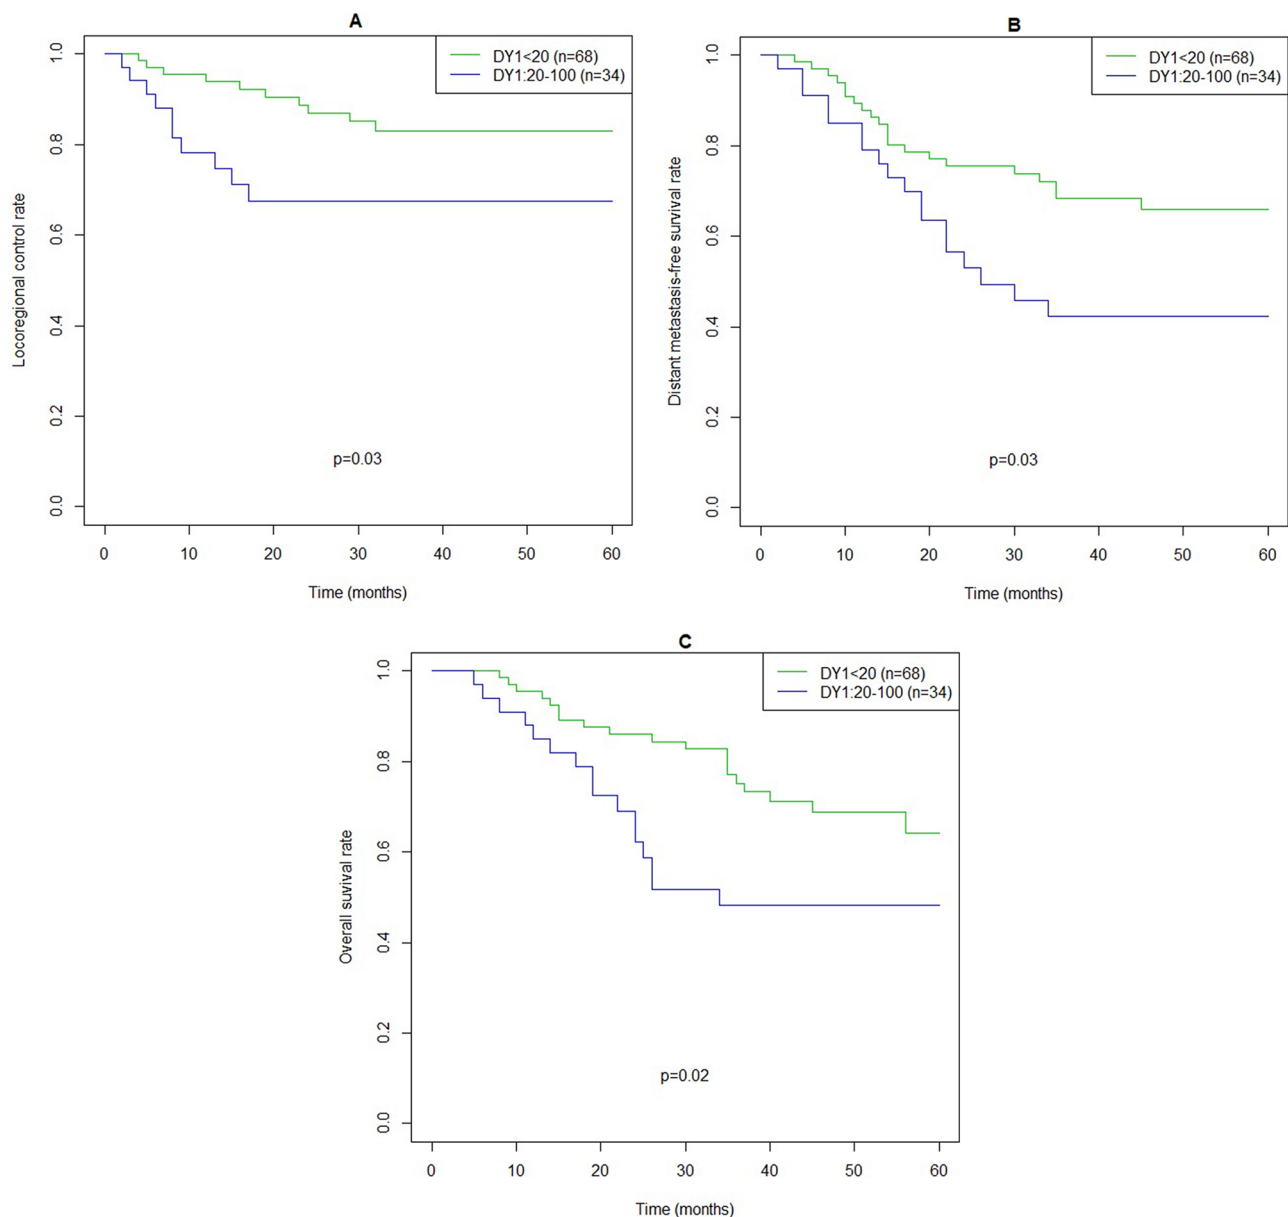 A
DY1<20 (n=68)
DY1:20-100 (n=34)
Locoregional control rate
1.0
0.8
0.6
0.4
0.2
0.0
p=0.03
0 10 20 30 40 50 60
Time (months)
B
DY1<20 (n=68)
DY1:20-100 (n=34)
Distant metastasis-free survival rate
1.0
0.8
0.6
0.4
0.2
0.0
p=0.03
0 10 20 30 40 50 60
Time (months)
C
DY1<20 (n=68)
DY1:20-100 (n=34)
Overall suvival rate
1.0
0.8
0.6
0.4
0.2
0.0
p=0.02
0 10 20 30 40 50 60
Time (months)